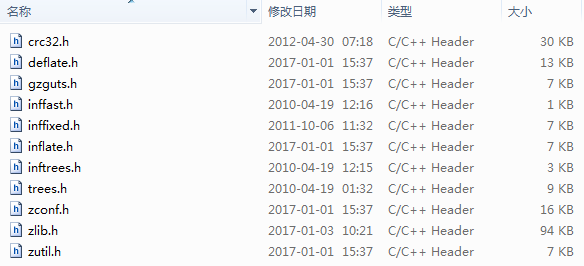 名称 修改日期 类型 大小
crc32.h 2012-04-30 07:18 C/C++ Header 30 KB
deflate.h 2017-01-01 15:37 C/C++ Header 13 KB
gzguts.h 2017-01-01 15:37 C/C++ Header 7 KB
inffast.h 2010-04-19 12:16 C/C++ Header 1 KB
inffixed.h 2011-10-06 11:32 C/C++ Header 7 KB
inflate.h 2017-01-01 15:37 C/C++ Header 7 KB
inftrees.h 2010-04-19 12:15 C/C++ Header 3 KB
trees.h 2010-04-19 01:32 C/C++ Header 9 KB
zconf.h 2017-01-01 15:37 C/C++ Header 16 KB
zlib.h 2017-01-03 10:21 C/C++ Header 94 KB
zutil.h 2017-01-01 15:37 C/C++ Header 7 KB